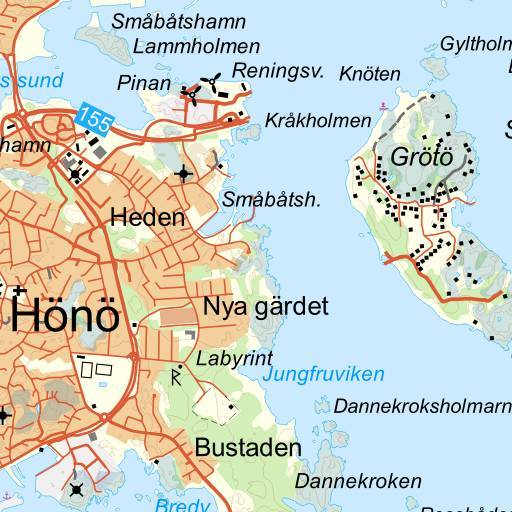 Småbåtshamn
Lammholmen
Gyltholm
sund
Pinan
Reningsv.
Knöten
155
Kråkholmen
hamn
Grötö
Heden
Småbåtsh.
Hönö
Nya gärdet
Labyrint
Jungfruviken
Dannekroksholmarn
Bustaden
Dannekroken
Bredv